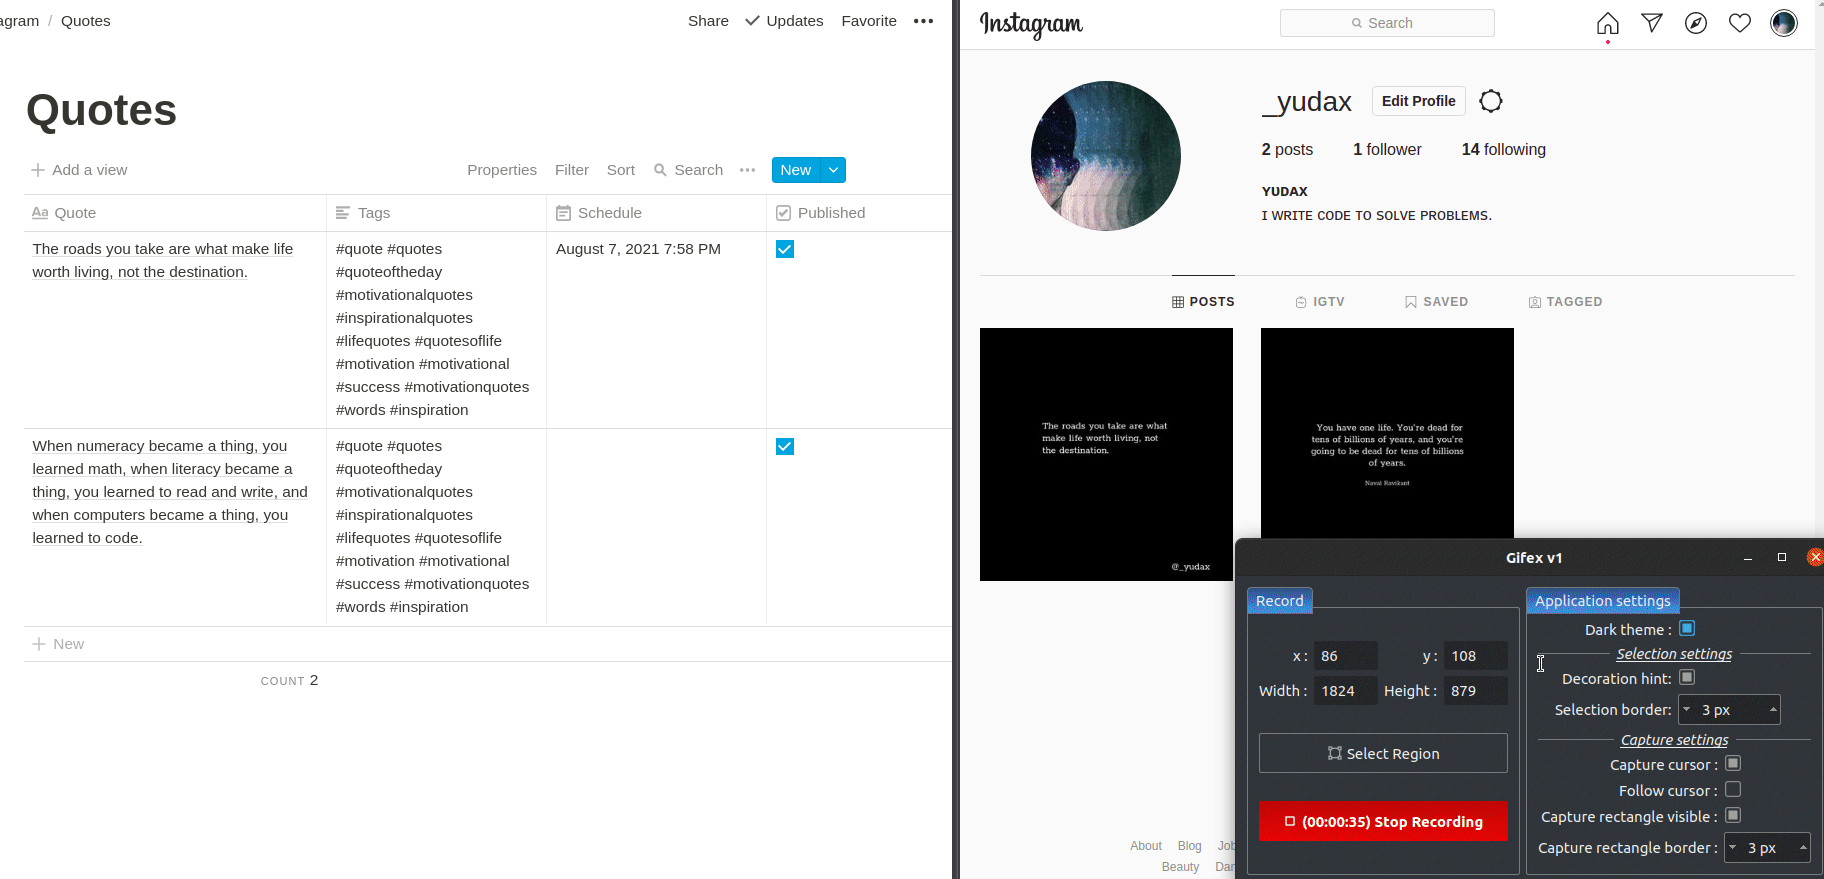 agram / Quotes
Share Updates Favorite •••
Quotes
Add a view
Properties Filter Sort Search ••• New
Aa Quote Tags Schedule Published
The roads you take are what make life
worth living, not the destination.
#quote #quotes
#quoteoftheday
#motivationalquotes
#inspirationalquotes
#lifequotes #quotesoflife
#motivation #motivational
#success #motivationquotes
#words #inspiration
August 7, 2021 7:58 PM
When numeracy became a thing, you
learned math, when literacy became a
thing, you learned to read and write, and
when computers became a thing, you
learned to code.
#quote #quotes
#quoteoftheday
#motivationalquotes
#inspirationalquotes
#lifequotes #quotesoflife
#motivation #motivational
#success #motivationquotes
#words #inspiration
New
COUNT 2
Instagram
Search
_yudax
Edit Profile
2 posts 1 follower 14 following
YUDAX
I WRITE CODE TO SOLVE PROBLEMS.
POSTS IGTV SAVED TAGGED
The roads you take are what
make life worth living, not
the destination.
@_yudax
You have one life. You're dead for
tens of billions of years, and you're
going to be dead for tens of billions
of years.
Naval Ravikant
About Blog Job
Beauty Dan
Gifex v1
Record
x : 86 y : 108
Width : 1824 Height : 879
Select Region
(00:00:35) Stop Recording
Application settings
Dark theme :
Selection settings
Decoration hint:
Selection border: 3 px
Capture settings
Capture cursor :
Follow cursor :
Capture rectangle visible :
Capture rectangle border : 3 px